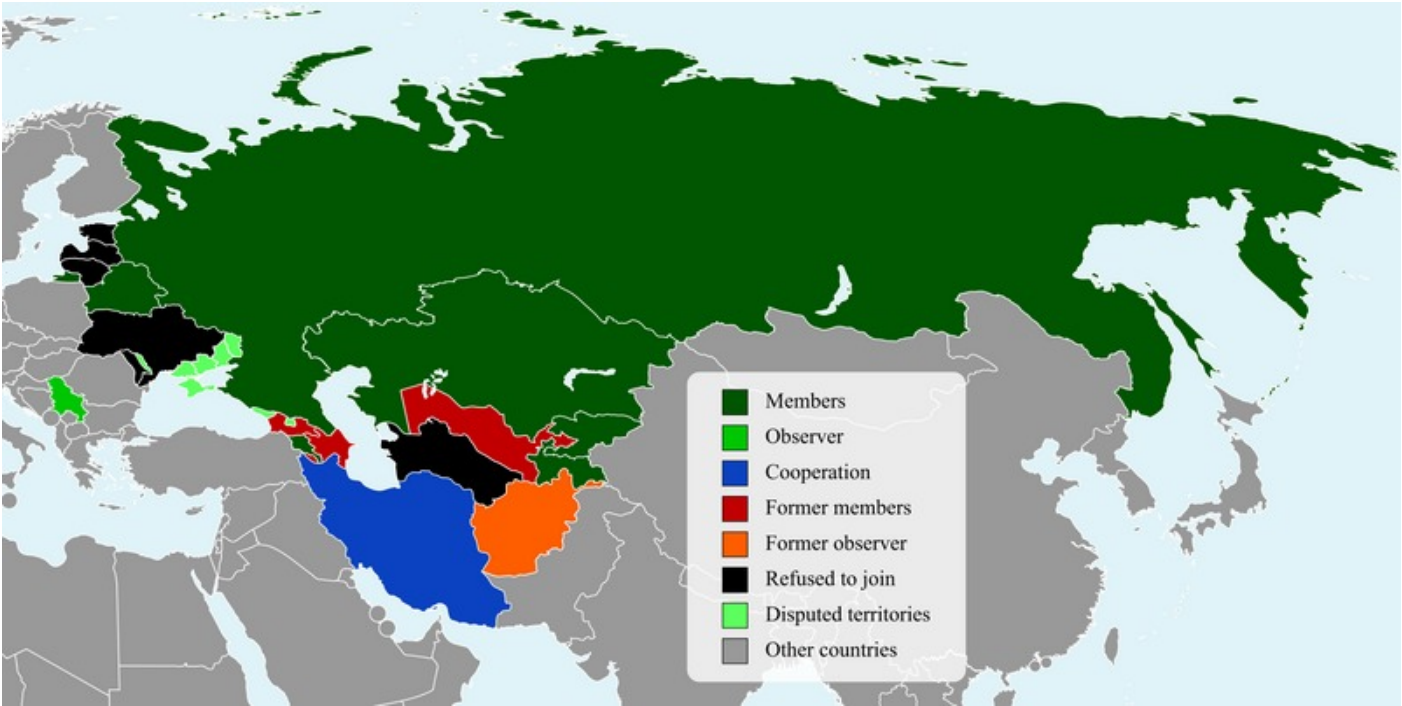 Members
Observer
Cooperation
Former members
Former observer
Refused to join
Disputed territories
Other countries